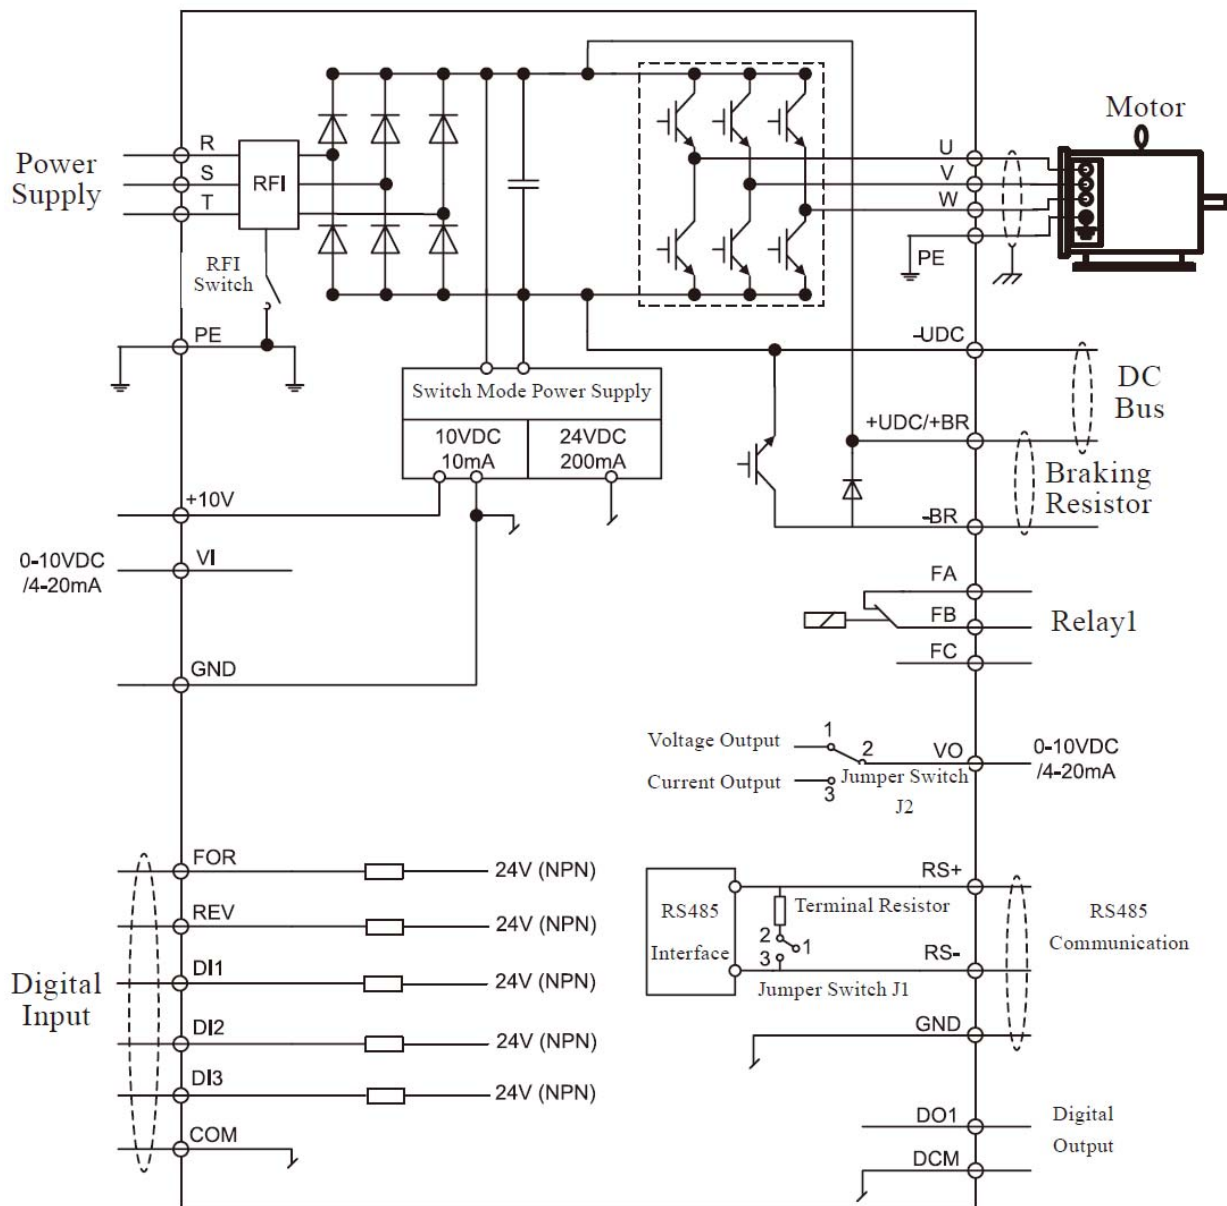 Motor
Power
Supply
R
S
T
RFI
U
V
W
PE
RFI
Switch
PE
-UDC
DC
Bus
Switch Mode Power Supply
10VDC
10mA
24VDC
200mA
+UDC/+BR
Braking
Resistor
-BR
+10V
0-10VDC
/4-20mA
VI
FA
FB
FC
Relay1
GND
Voltage Output
1
2
VO
0-10VDC
/4-20mA
Current Output
3
Jumper Switch
J2
Digital
Input
FOR
24V (NPN)
REV
24V (NPN)
DI1
24V (NPN)
DI2
24V (NPN)
DI3
24V (NPN)
COM
RS485
Interface
RS+
Terminal Resistor
2
1
3
RS-
Jumper Switch J1
RS485
Communication
GND
DO1
Digital
Output
DCM